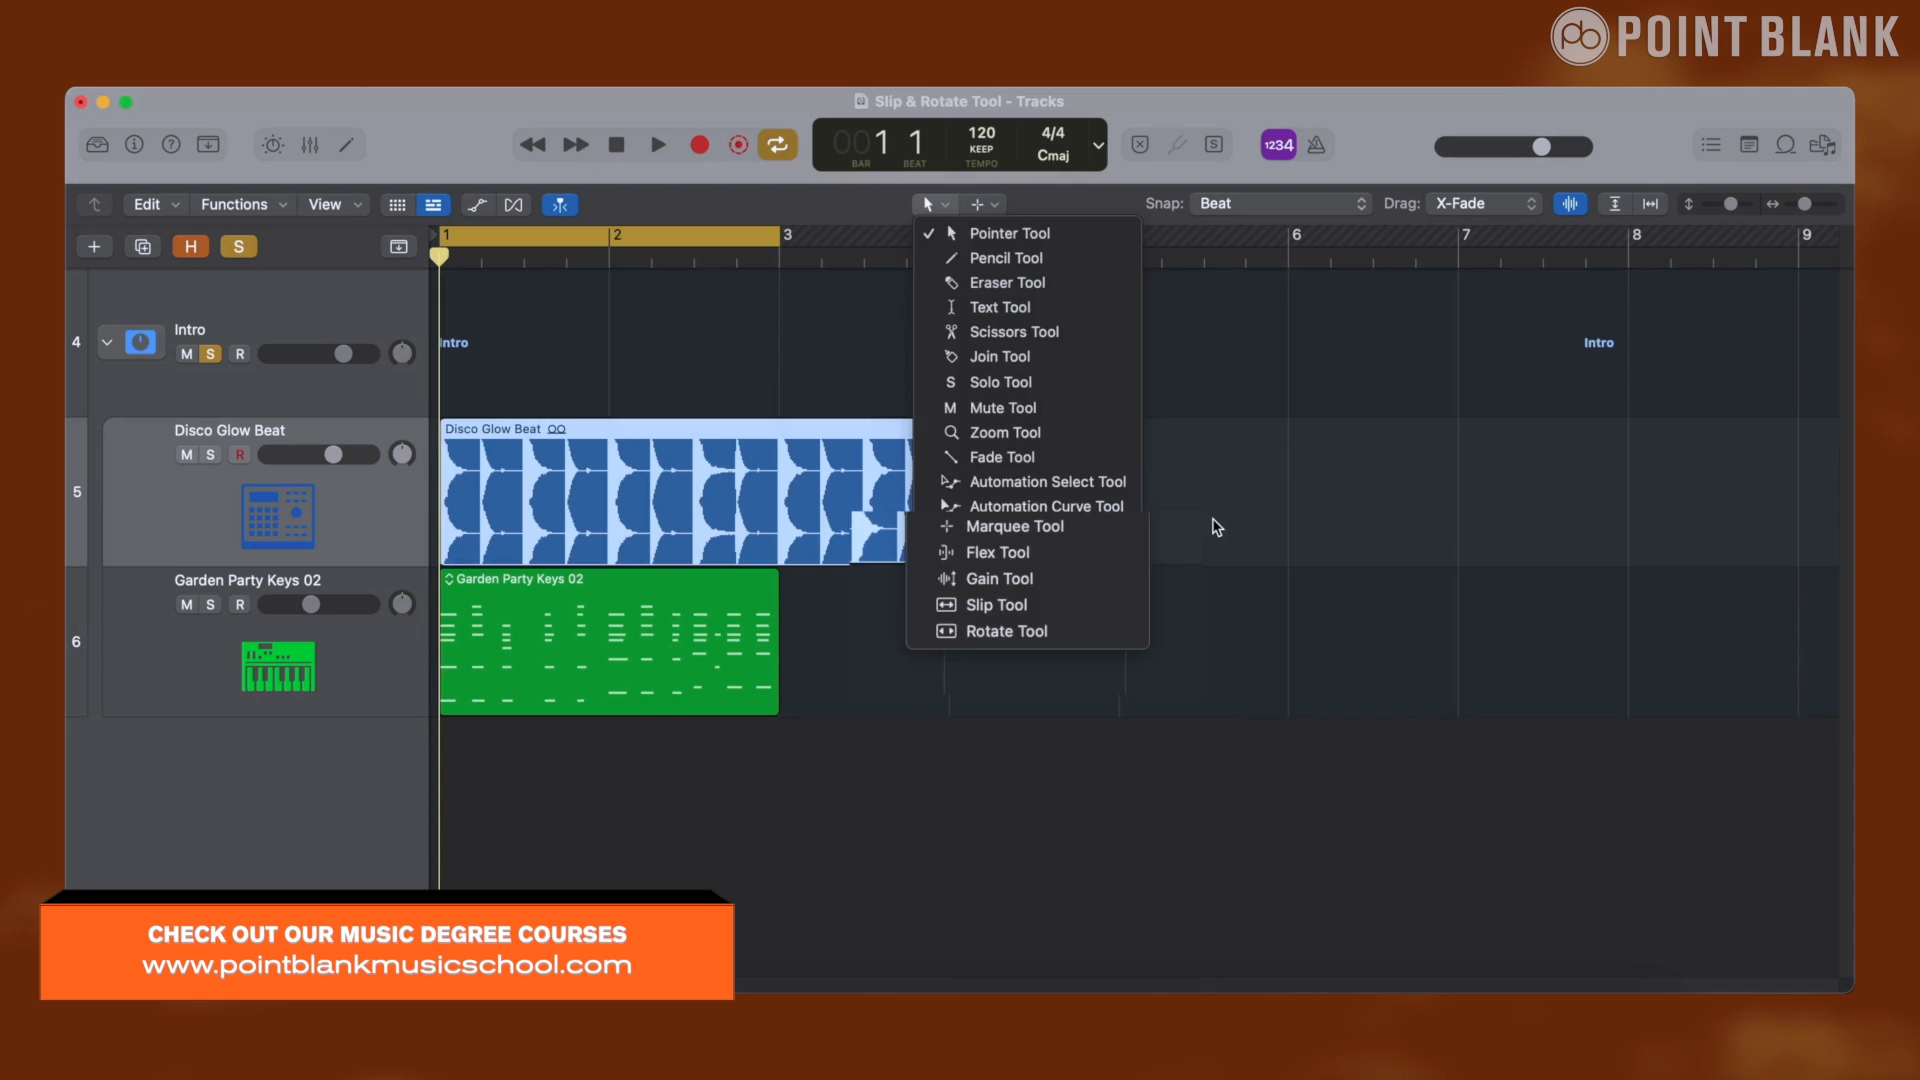 POINT BLANK
Slip & Rotate Tool - Tracks
001 1
BAR BEAT
120
KEEP
TEMPO
4/4
Cmaj
S
1234
Edit Functions View
Snap: Beat
Drag: X-Fade
H S
1 2 3 6 7 8 9
Pointer Tool
Pencil Tool
Eraser Tool
Text Tool
Scissors Tool
Join Tool
S Solo Tool
M Mute Tool
Zoom Tool
Fade Tool
Automation Select Tool
Automation Curve Tool
Marquee Tool
Flex Tool
Gain Tool
Slip Tool
Rotate Tool
4
Intro
M S R
Intro
Intro
5
Disco Glow Beat
M S R
Disco Glow Beat
6
Garden Party Keys 02
M S R
Garden Party Keys 02
CHECK OUT OUR MUSIC DEGREE COURSES
www.pointblankmusicschool.com